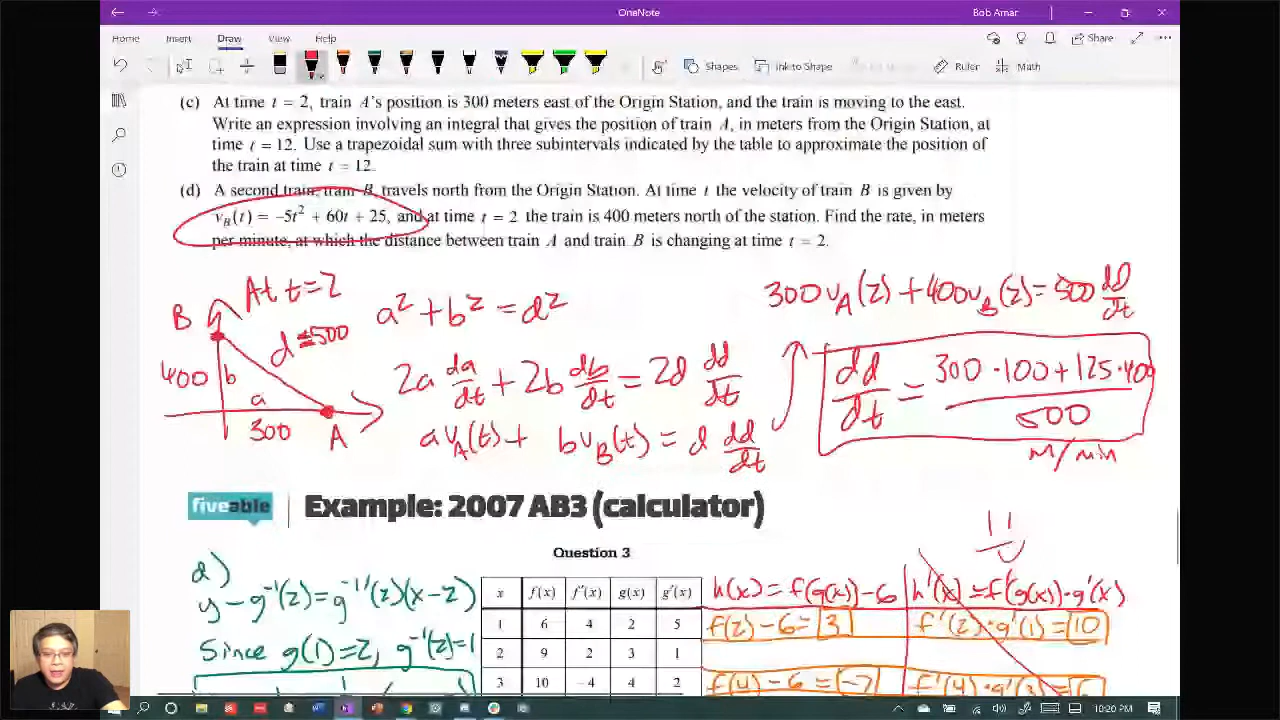 OneNote
Bob Amar
Home Insert Draw View Help
Share
Shapes Ink to Shape Ruler Math
(c) At time t = 2, train A's position is 300 meters east of the Origin Station, and the train is moving to the east.
Write an expression involving an integral that gives the position of train A, in meters from the Origin Station, at
time t = 12. Use a trapezoidal sum with three subintervals indicated by the table to approximate the position of
the train at time t = 12.
(d) A second train, train B, travels north from the Origin Station. At time t the velocity of train B is given by
v_B(t) = −5t² + 60t + 25, and at time t = 2 the train is 400 meters north of the station. Find the rate, in meters
per minute, at which the distance between train A and train B is changing at time t = 2.
At t=2
B
d=500
400
b
a
300
A
a² + b² = d²
2a da/dt + 2b db/dt = 2d dd/dt
a v_A(t) + b v_B(t) = d dd/dt
300 v_A(2) + 400 v_B(2) = 500 dd/dt
dd/dt = 300·100 + 125·400 / 500
m/min
fiveable
Example: 2007 AB3 (calculator)
Question 3
d)
y − g⁻¹(2) = g⁻¹'(2)(x−2)
Since g(1)=2, g⁻¹(2)=1
x f(x) f'(x) g(x) g'(x)
1 6 4 2 5
2 9 2 3 1
3 10 −4 4 2
h(x) = f(g(x)) − 6
h'(x) = f'(g(x))·g'(x)
f(2) − 6 = 3
f'(2)·g'(1) = 10
f(4) − 6 = −7
f'(4)·g'(3) = 6
10:20 PM